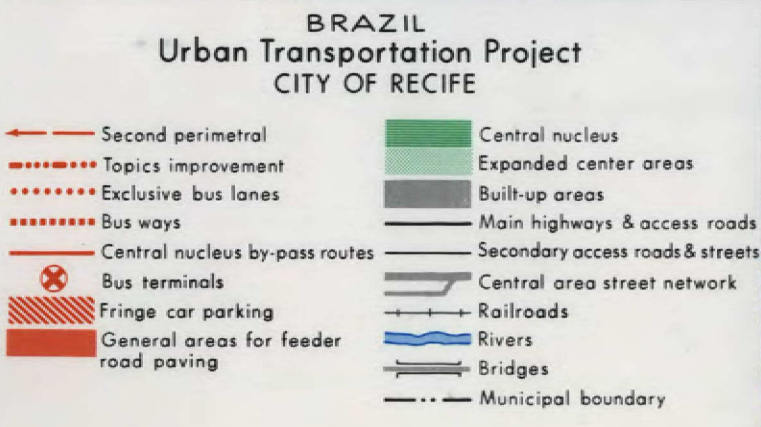 BRAZIL
Urban Transportation Project
CITY OF RECIFE
Second perimetral
Topics improvement
Exclusive bus lanes
Bus ways
Central nucleus by-pass routes
Bus terminals
Fringe car parking
General areas for feeder
road paving
Central nucleus
Expanded center areas
Built-up areas
Main highways & access roads
Secondary access roads & streets
Central area street network
Railroads
Rivers
Bridges
Municipal boundary